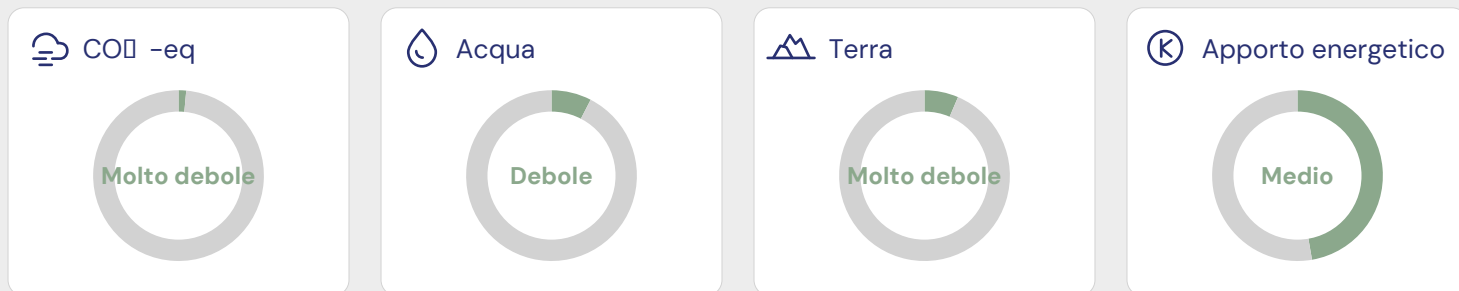 CO▯ -eq
Molto debole
Acqua
Debole
Terra
Molto debole
Apporto energetico
Medio